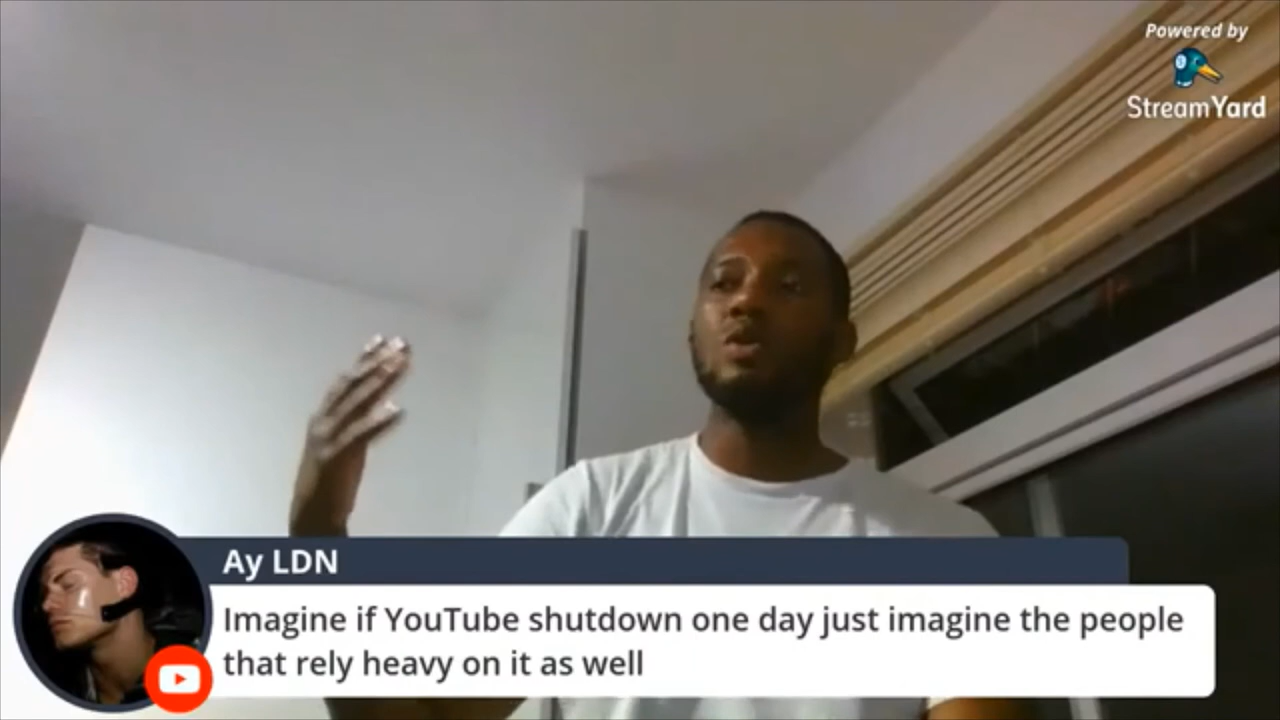 Powered by
StreamYard
Ay LDN
Imagine if YouTube shutdown one day just imagine the people
that rely heavy on it as well